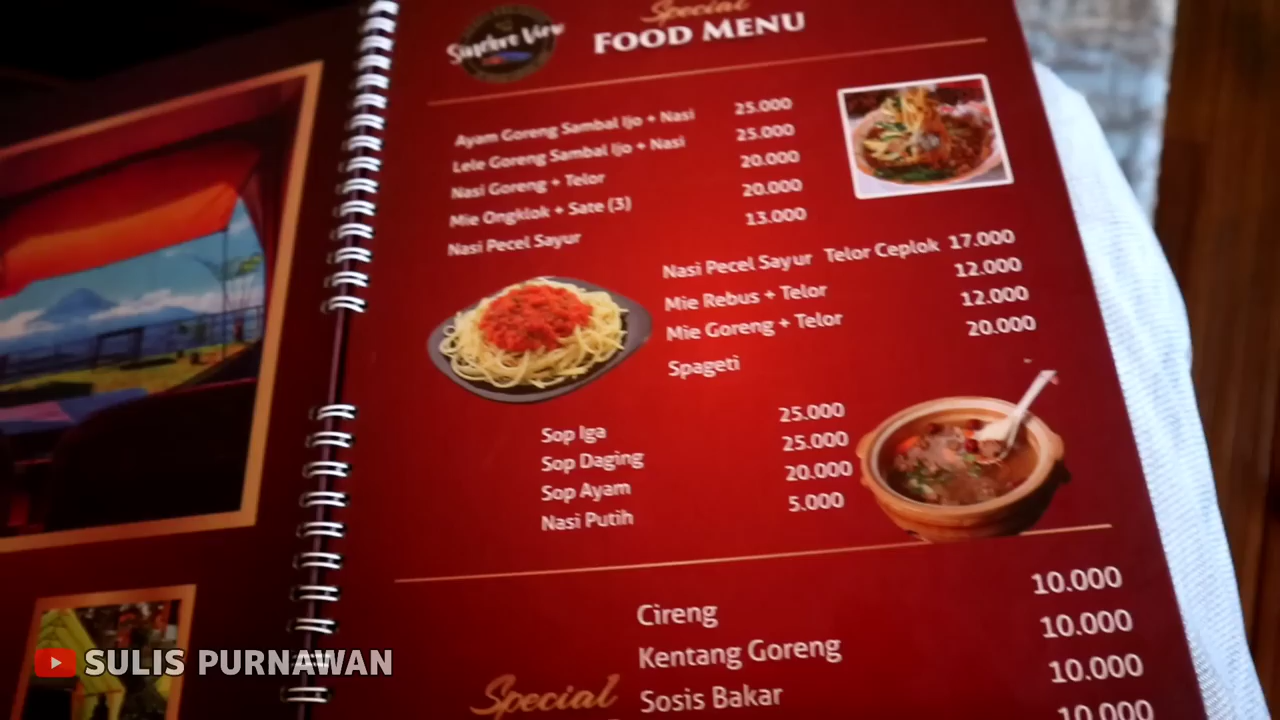 Special
FOOD MENU
Ayam Goreng Sambal Ijo + Nasi 25.000
Lele Goreng Sambal Ijo + Nasi 25.000
Nasi Goreng + Telor 20.000
Mie Ongklok + Sate (3) 20.000
Nasi Pecel Sayur 13.000
Nasi Pecel Sayur Telor Ceplok 17.000
Mie Rebus + Telor 12.000
Mie Goreng + Telor 12.000
Spageti 20.000
Sop Iga 25.000
Sop Daging 25.000
Sop Ayam 20.000
Nasi Putih 5.000
Cireng 10.000
Kentang Goreng 10.000
Special
Sosis Bakar 10.000
10.000
SULIS PURNAWAN